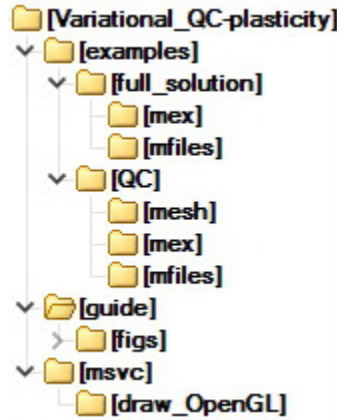 [Variational_QC-plasticity]
[examples]
[full_solution]
[mex]
[mfiles]
[QC]
[mesh]
[mex]
[mfiles]
[guide]
[figs]
[msvc]
[draw_OpenGL]